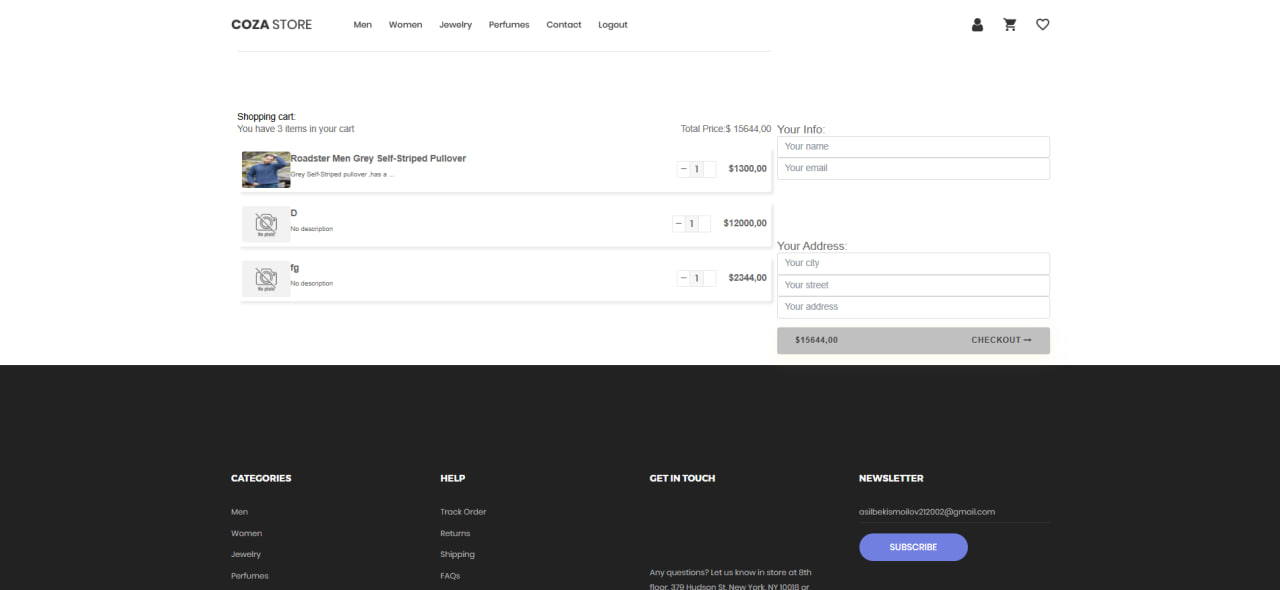 COZA STORE
Men Women Jewelry Perfumes Contact Logout
Shopping cart:
You have 3 items in your cart
Total Price:$ 15644,00
Roadster Men Grey Self-Striped Pullover
Grey Self-Striped pullover ,has a ...
− 1
$1300,00
No photo
D
No description
− 1
$12000,00
No photo
fg
No description
− 1
$2344,00
Your Info:
Your name
Your email
Your Address:
Your city
Your street
Your address
$15644,00 CHECKOUT →
CATEGORIES
Men
Women
Jewelry
Perfumes
HELP
Track Order
Returns
Shipping
FAQs
GET IN TOUCH
Any questions? Let us know in store at 8th
floor, 379 Hudson St, New York, NY 10018 or
NEWSLETTER
asilbekismoilov212002@gmail.com
SUBSCRIBE